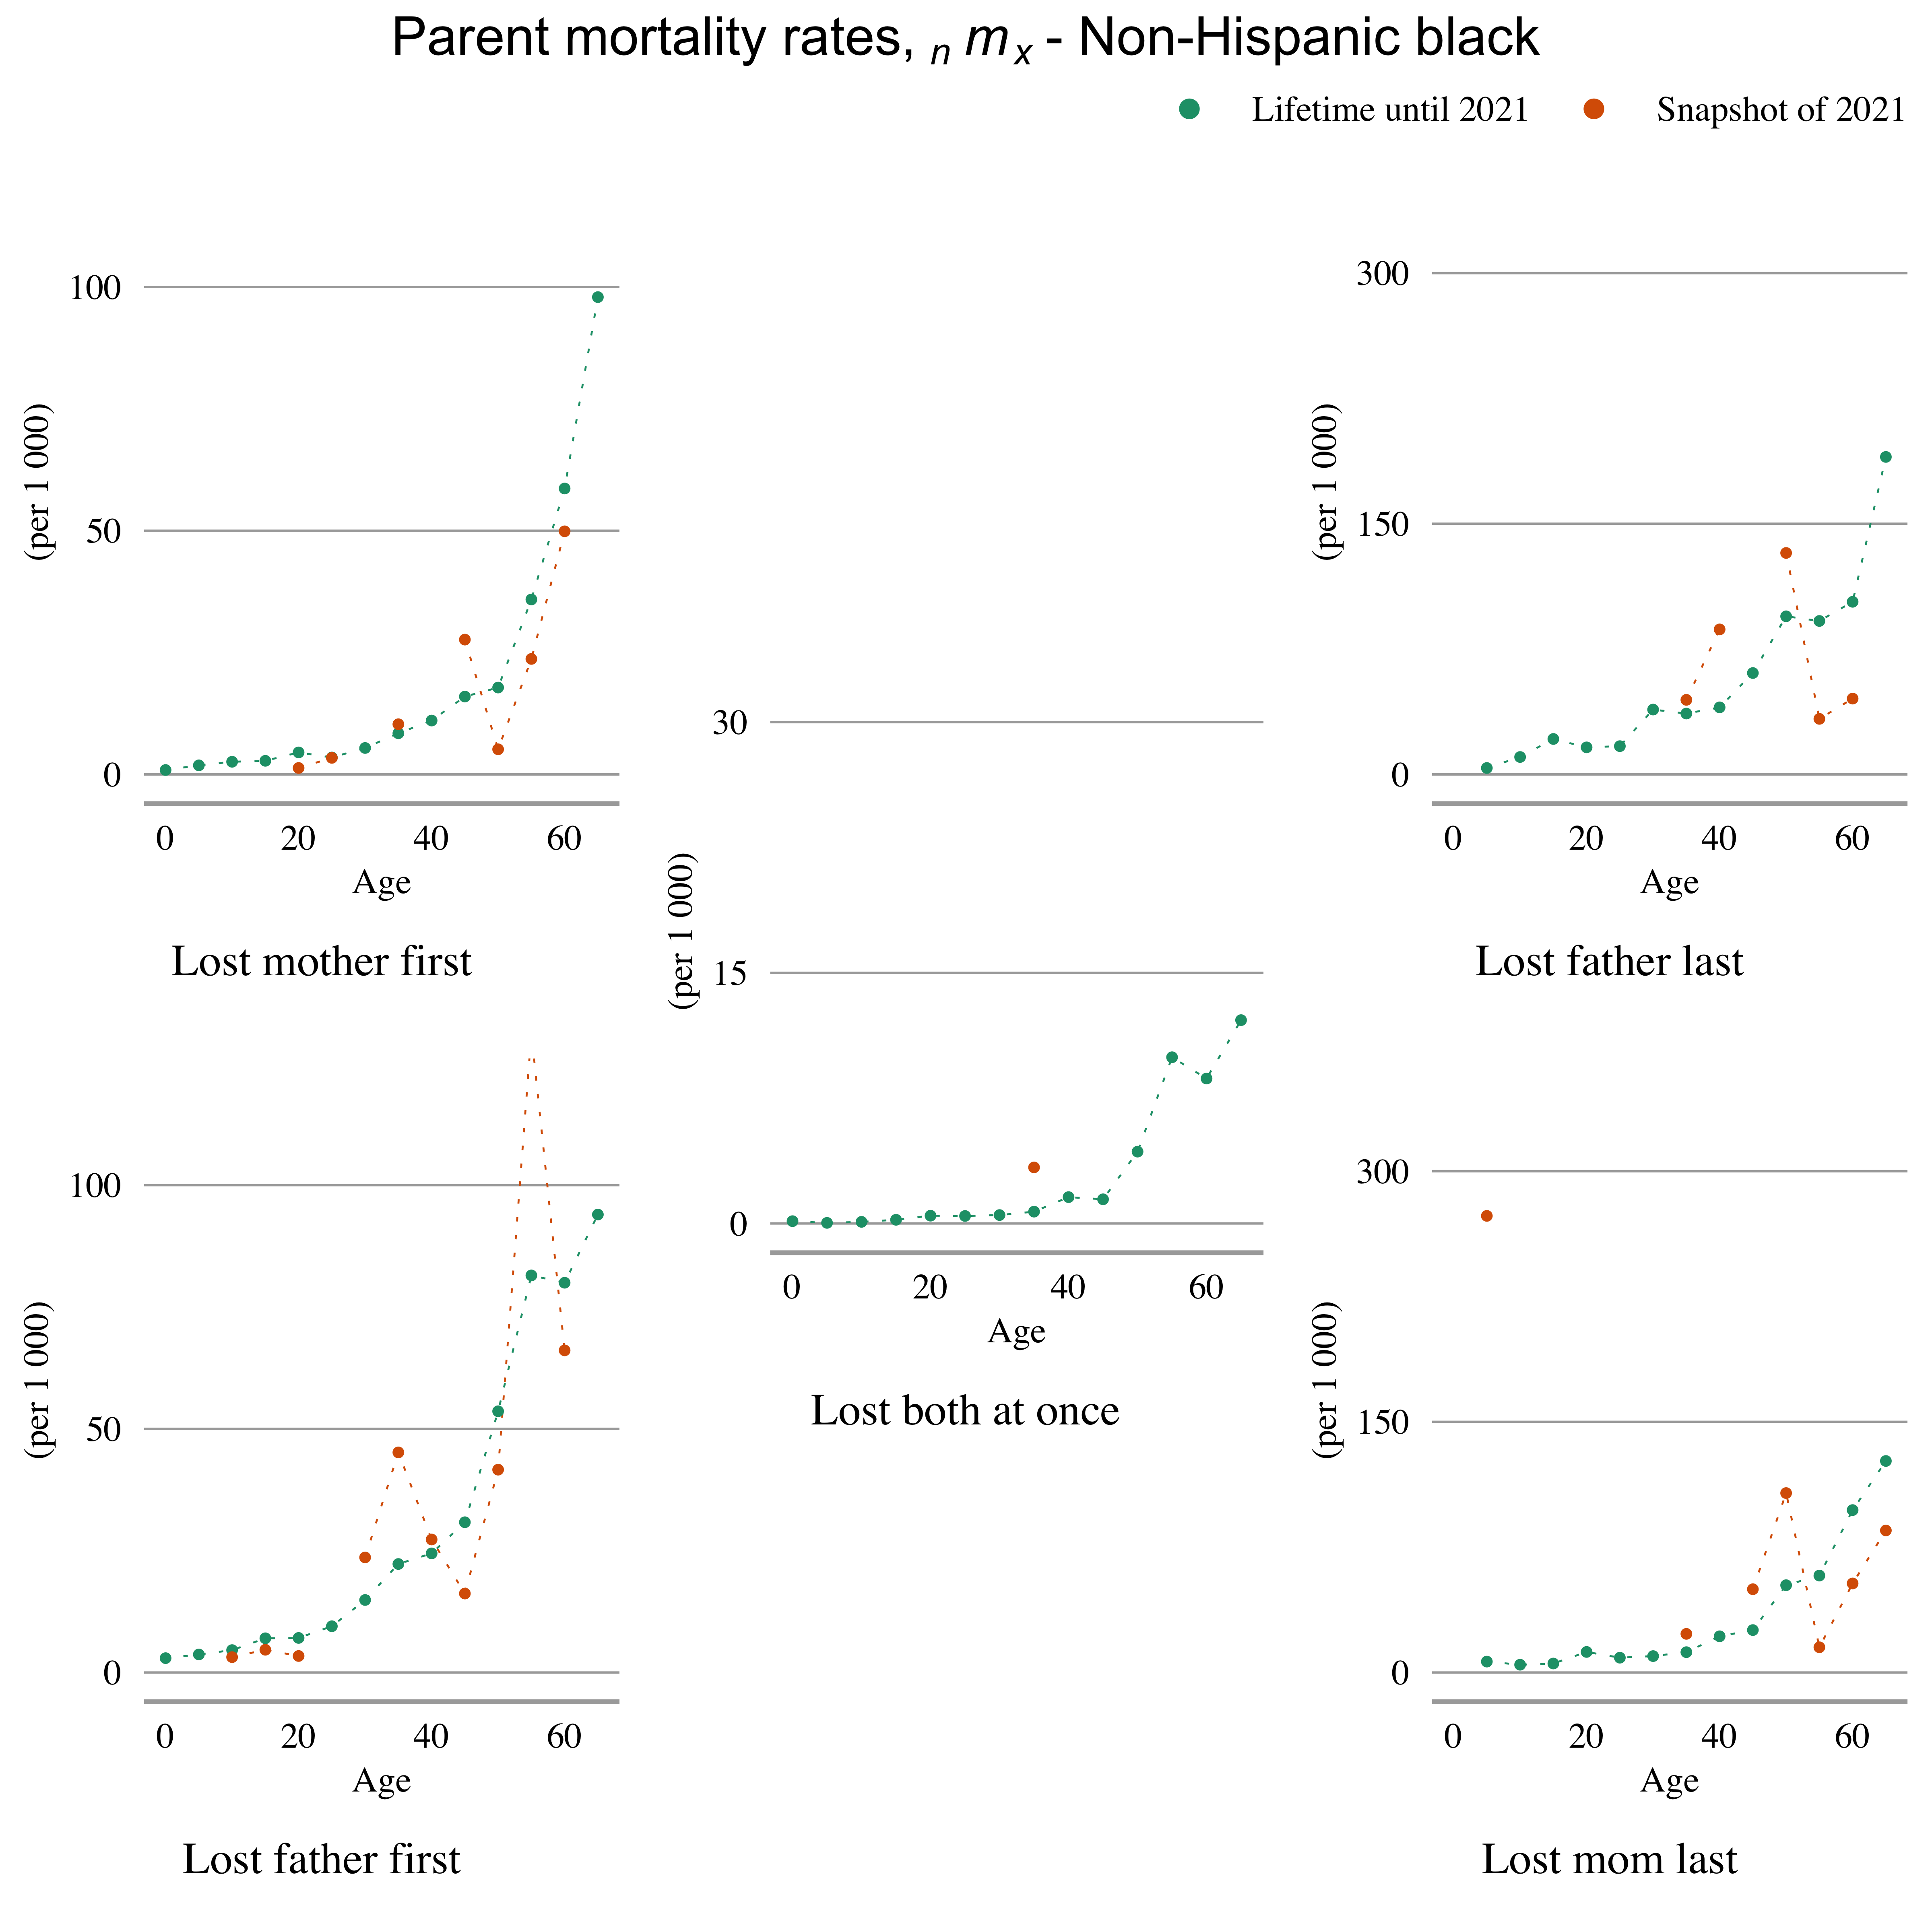 Parent mortality rates, n mx - Non-Hispanic black
Lifetime until 2021
Snapshot of 2021
100
50
0
(per 1 000)
0 20 40 60
Age
Lost mother first
300
150
0
(per 1 000)
0 20 40 60
Age
Lost father last
30
15
0
(per 1 000)
0 20 40 60
Age
Lost both at once
100
50
0
(per 1 000)
0 20 40 60
Age
Lost father first
300
150
0
(per 1 000)
0 20 40 60
Age
Lost mom last